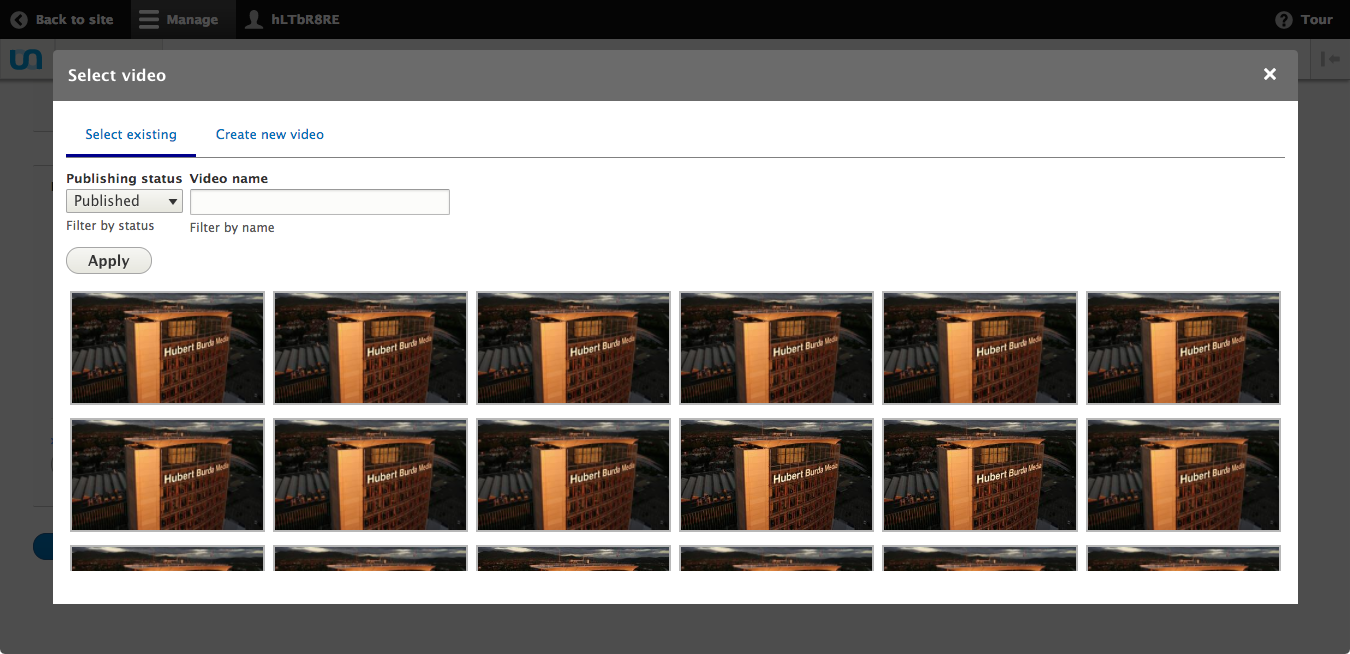 Back to site Manage hLTbR8RE Tour
Select video
Select existing Create new video
Publishing status Video name
Published
Filter by status Filter by name
Apply
Hubert Burda Media Hubert Burda Media Hubert Burda Media Hubert Burda Media Hubert Burda Media Hubert Burda Media
Hubert Burda Media Hubert Burda Media Hubert Burda Media Hubert Burda Media Hubert Burda Media Hubert Burda Media